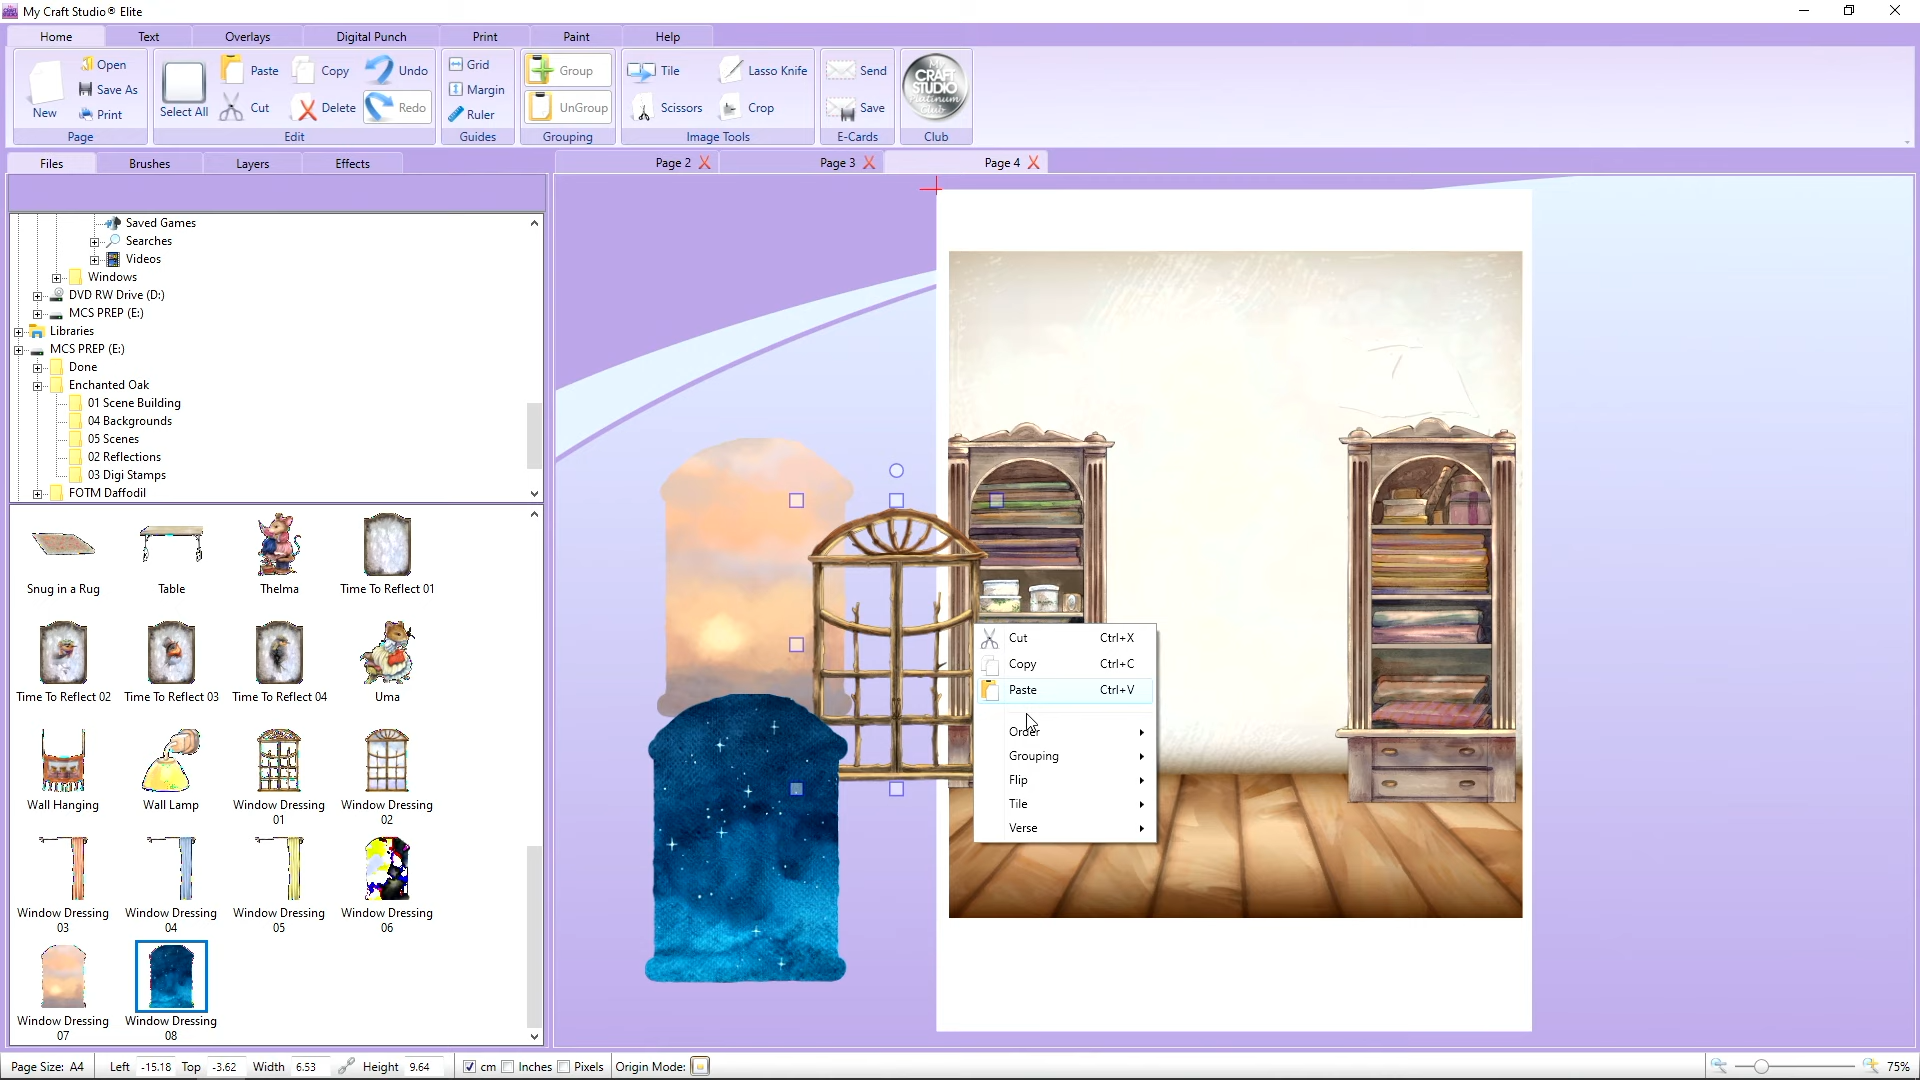 My Craft Studio® Elite
Home Text Overlays Digital Punch Print Paint Help
New Open Save As Print Page
Select All Paste Copy Undo Cut Delete Redo Edit
Grid Margin Ruler Guides
Group UnGroup Grouping
Tile Lasso Knife Scissors Crop Image Tools
Send Save E-Cards
My CRAFT STUDIO Platinum Club
Club
Files Brushes Layers Effects
Page 2 Page 3 Page 4
Saved Games
Searches
Videos
Windows
DVD RW Drive (D:)
MCS PREP (E:)
Libraries
MCS PREP (E:)
Done
Enchanted Oak
01 Scene Building
04 Backgrounds
05 Scenes
02 Reflections
03 Digi Stamps
FOTM Daffodil
Snug in a Rug Table Thelma Time To Reflect 01
Time To Reflect 02 Time To Reflect 03 Time To Reflect 04 Uma
Wall Hanging Wall Lamp Window Dressing 01 Window Dressing 02
Window Dressing 03 Window Dressing 04 Window Dressing 05 Window Dressing 06
Window Dressing 07 Window Dressing 08
Cut Ctrl+X
Copy Ctrl+C
Paste Ctrl+V
Order
Grouping
Flip
Tile
Verse
Page Size: A4 Left -15.18 Top -3.62 Width 6.53 Height 9.64 cm Inches Pixels Origin Mode: 75%